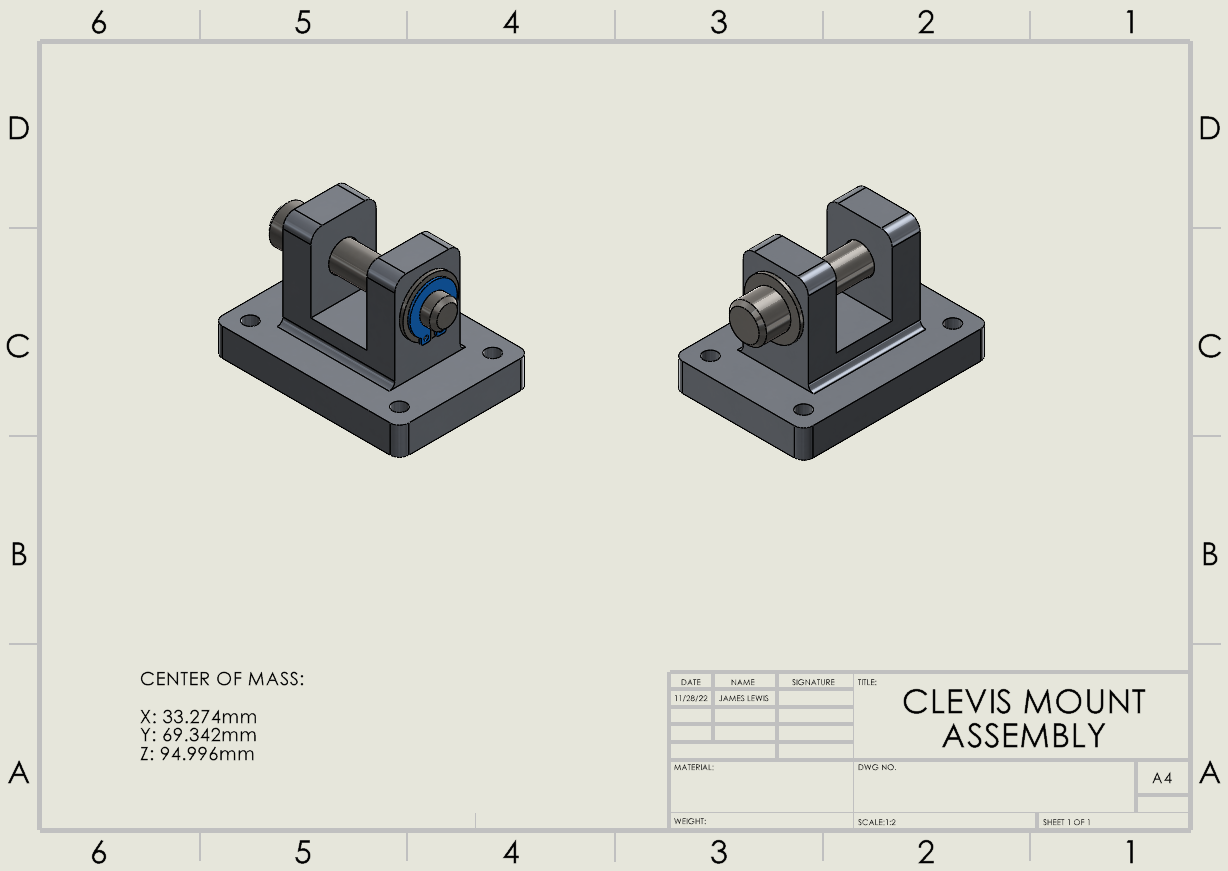 6 5 4 3 2 1
D D
C C
B B
CENTER OF MASS:
X: 33.274mm
Y: 69.342mm
Z: 94.996mm
DATE NAME SIGNATURE TITLE:
11/28/22 JAMES LEWIS
CLEVIS MOUNT
ASSEMBLY
MATERIAL: DWG NO.
A A4 A
WEIGHT: SCALE:1:2 SHEET 1 OF 1
6 5 4 3 2 1